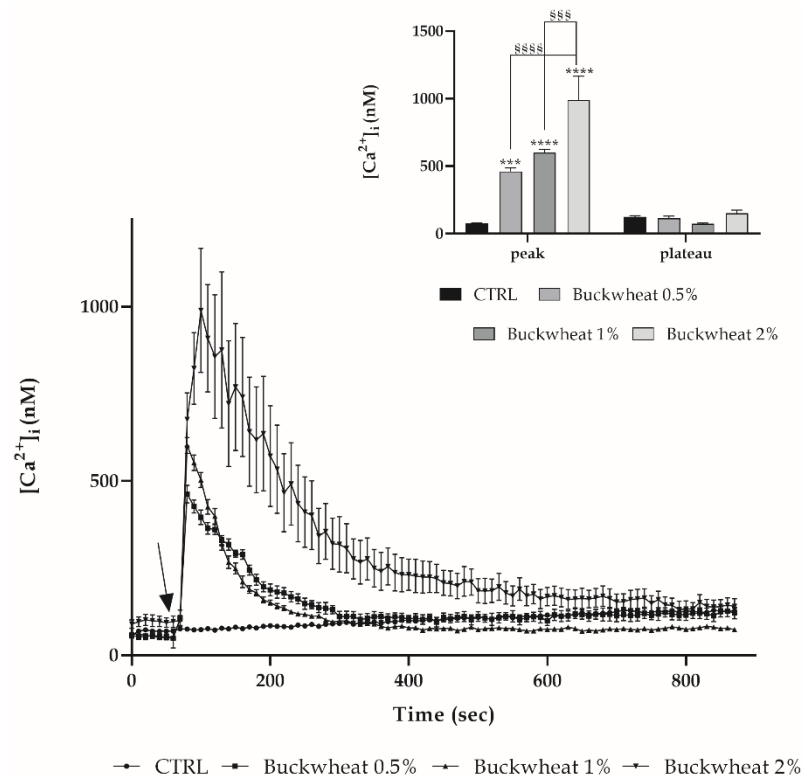 §§§
1500
§§§§
****
1000
[Ca²⁺]ᵢ (nM)
****
***
500
0
peak
plateau
CTRL
Buckwheat 0.5%
Buckwheat 1%
Buckwheat 2%
1000
[Ca²⁺]ᵢ (nM)
500
0
0
200
400
600
800
Time (sec)
CTRL
Buckwheat 0.5%
Buckwheat 1%
Buckwheat 2%